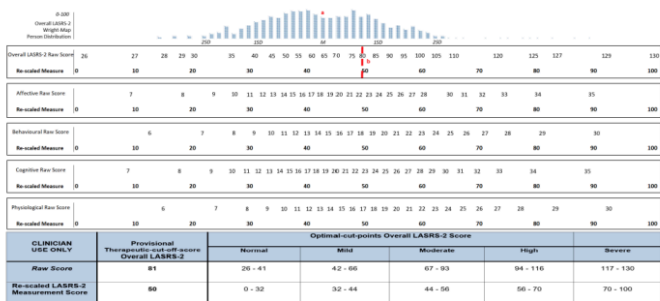 0-100
Overall LASRS-2
Wright Map
Person Distribution
2SD 1SD M 1SD 2SD
Overall LASRS-2 Raw Score 26 27 28 29 30 35 40 45 50 55 60 65 70 75 80 85 90 95 100 105 110 120 125 127 129 130
b
Re-scaled Measure 0 10 20 30 40 50 60 70 80 90 100
Affective Raw Score 7 8 9 10 11 12 13 14 15 16 17 18 19 20 21 22 23 24 25 26 27 28 30 31 32 33 34 35
Re-scaled Measure 0 10 20 30 40 50 60 70 80 90 100
Behavioural Raw Score 6 7 8 9 10 11 12 13 14 15 16 17 18 19 20 21 22 23 24 25 26 27 28 29 30
Re-scaled Measure 0 10 20 30 40 50 60 70 80 90 100
Cognitive Raw Score 7 8 9 10 11 12 13 14 15 16 17 18 19 20 21 22 23 24 25 26 27 28 29 30 31 32 33 34 35
Re-scaled Measure 0 10 20 30 40 50 60 70 80 90 100
Physiological Raw Score 6 7 8 9 10 11 12 13 14 15 16 17 18 19 20 21 22 23 24 25 26 27 28 29 30
Re-scaled Measure 0 10 20 30 40 50 60 70 80 90 100
CLINICIAN
USE ONLY
Provisional
Therapeutic-cut-off-score
Overall LASRS-2
Optimal-cut-points Overall LASRS-2 Score
Normal Mild Moderate High Severe
Raw Score 81 26 - 41 42 - 66 67 - 93 94 - 116 117 - 130
Re-scaled LASRS-2
Measurement Score
50 0 - 32 32 - 44 44 - 56 56 - 70 70 - 100